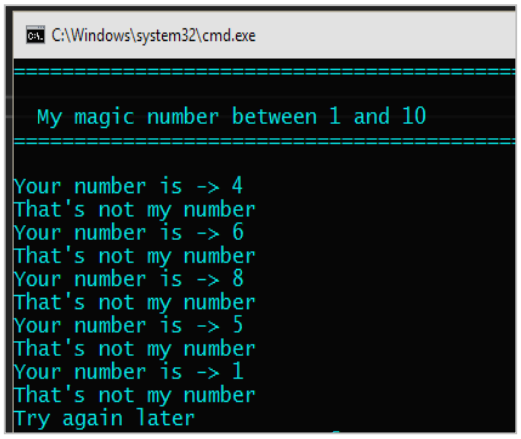 C:\Windows\system32\cmd.exe
==========================================
My magic number between 1 and 10
==========================================
Your number is -> 4
That's not my number
Your number is -> 6
That's not my number
Your number is -> 8
That's not my number
Your number is -> 5
That's not my number
Your number is -> 1
That's not my number
Try again later